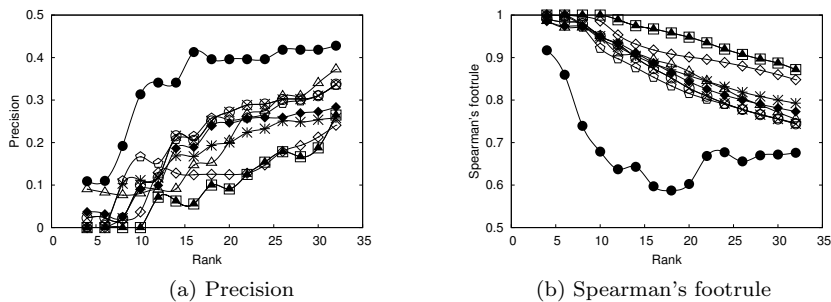 0.5
0.4
0.3
0.2
0.1
0
Precision
0 5 10 15 20 25 30 35
Rank
(a) Precision
1
0.9
0.8
0.7
0.6
0.5
Spearman's footrule
0 5 10 15 20 25 30 35
Rank
(b) Spearman's footrule